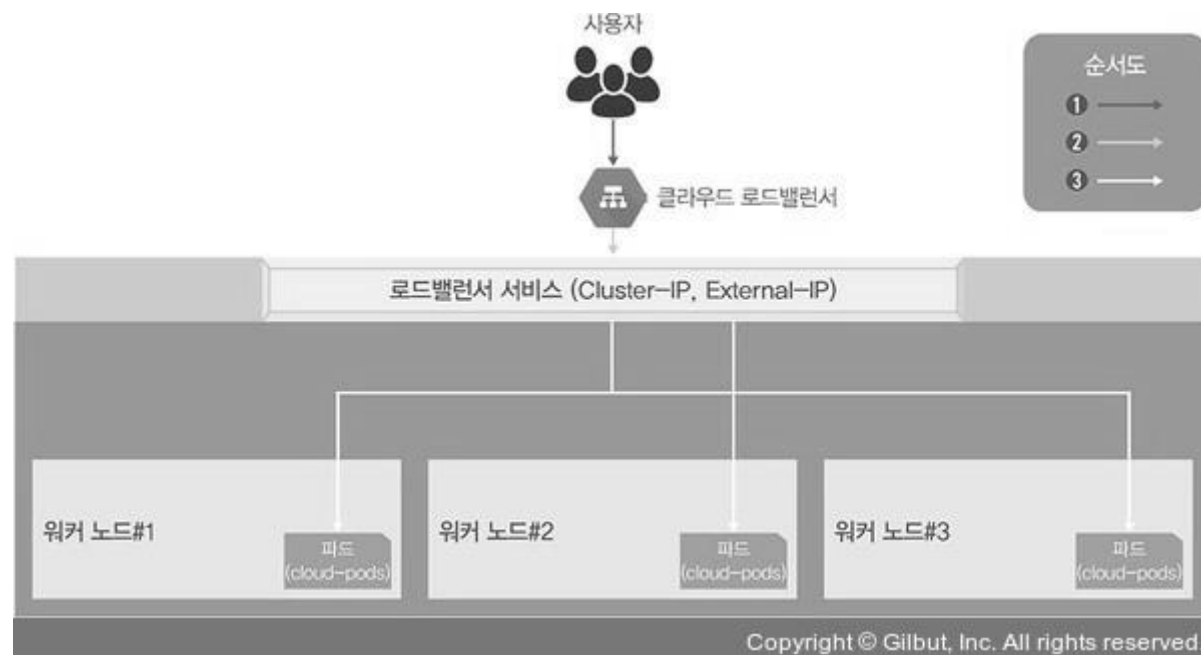 사용자
순서도
1
2
3
클라우드 로드밸런서
로드밸런서 서비스 (Cluster-IP, External-IP)
워커 노드#1
파드
(cloud-pods)
워커 노드#2
파드
(cloud-pods)
워커 노드#3
파드
(cloud-pods)
Copyright © Gilbut, Inc. All rights reserved